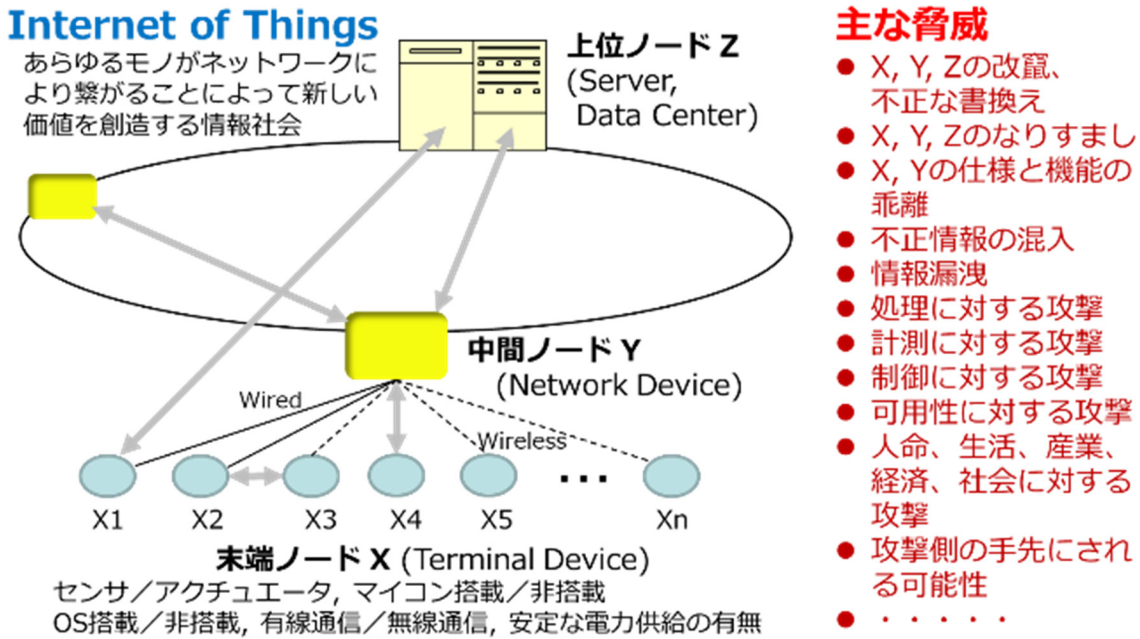 Internet of Things
あらゆるモノがネットワークに
より繋がることによって新しい
価値を創造する情報社会
上位ノード Z
(Server,
Data Center)
中間ノード Y
(Network Device)
Wired
Wireless
・・・
X1 X2 X3 X4 X5 Xn
末端ノード X (Terminal Device)
センサ／アクチュエータ, マイコン搭載／非搭載
OS搭載／非搭載, 有線通信／無線通信, 安定な電力供給の有無
主な脅威
● X, Y, Zの改竄、
不正な書換え
● X, Y, Zのなりすまし
● X, Yの仕様と機能の
乖離
● 不正情報の混入
● 情報漏洩
● 処理に対する攻撃
● 計測に対する攻撃
● 制御に対する攻撃
● 可用性に対する攻撃
● 人命、生活、産業、
経済、社会に対する
攻撃
● 攻撃側の手先にされ
る可能性
● ・・・・・